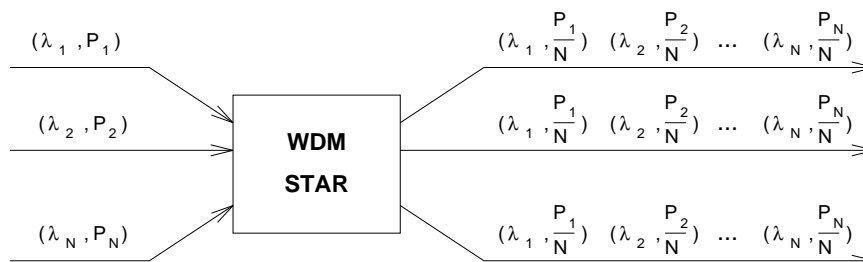 (λ 1 , P 1) (λ 1 , P 1/N) (λ 2 , P 2/N) ... (λ N , P N/N)
(λ 2 , P 2) (λ 1 , P 1/N) (λ 2 , P 2/N) ... (λ N , P N/N)
WDM
STAR
(λ N , P N) (λ 1 , P 1/N) (λ 2 , P 2/N) ... (λ N , P N/N)